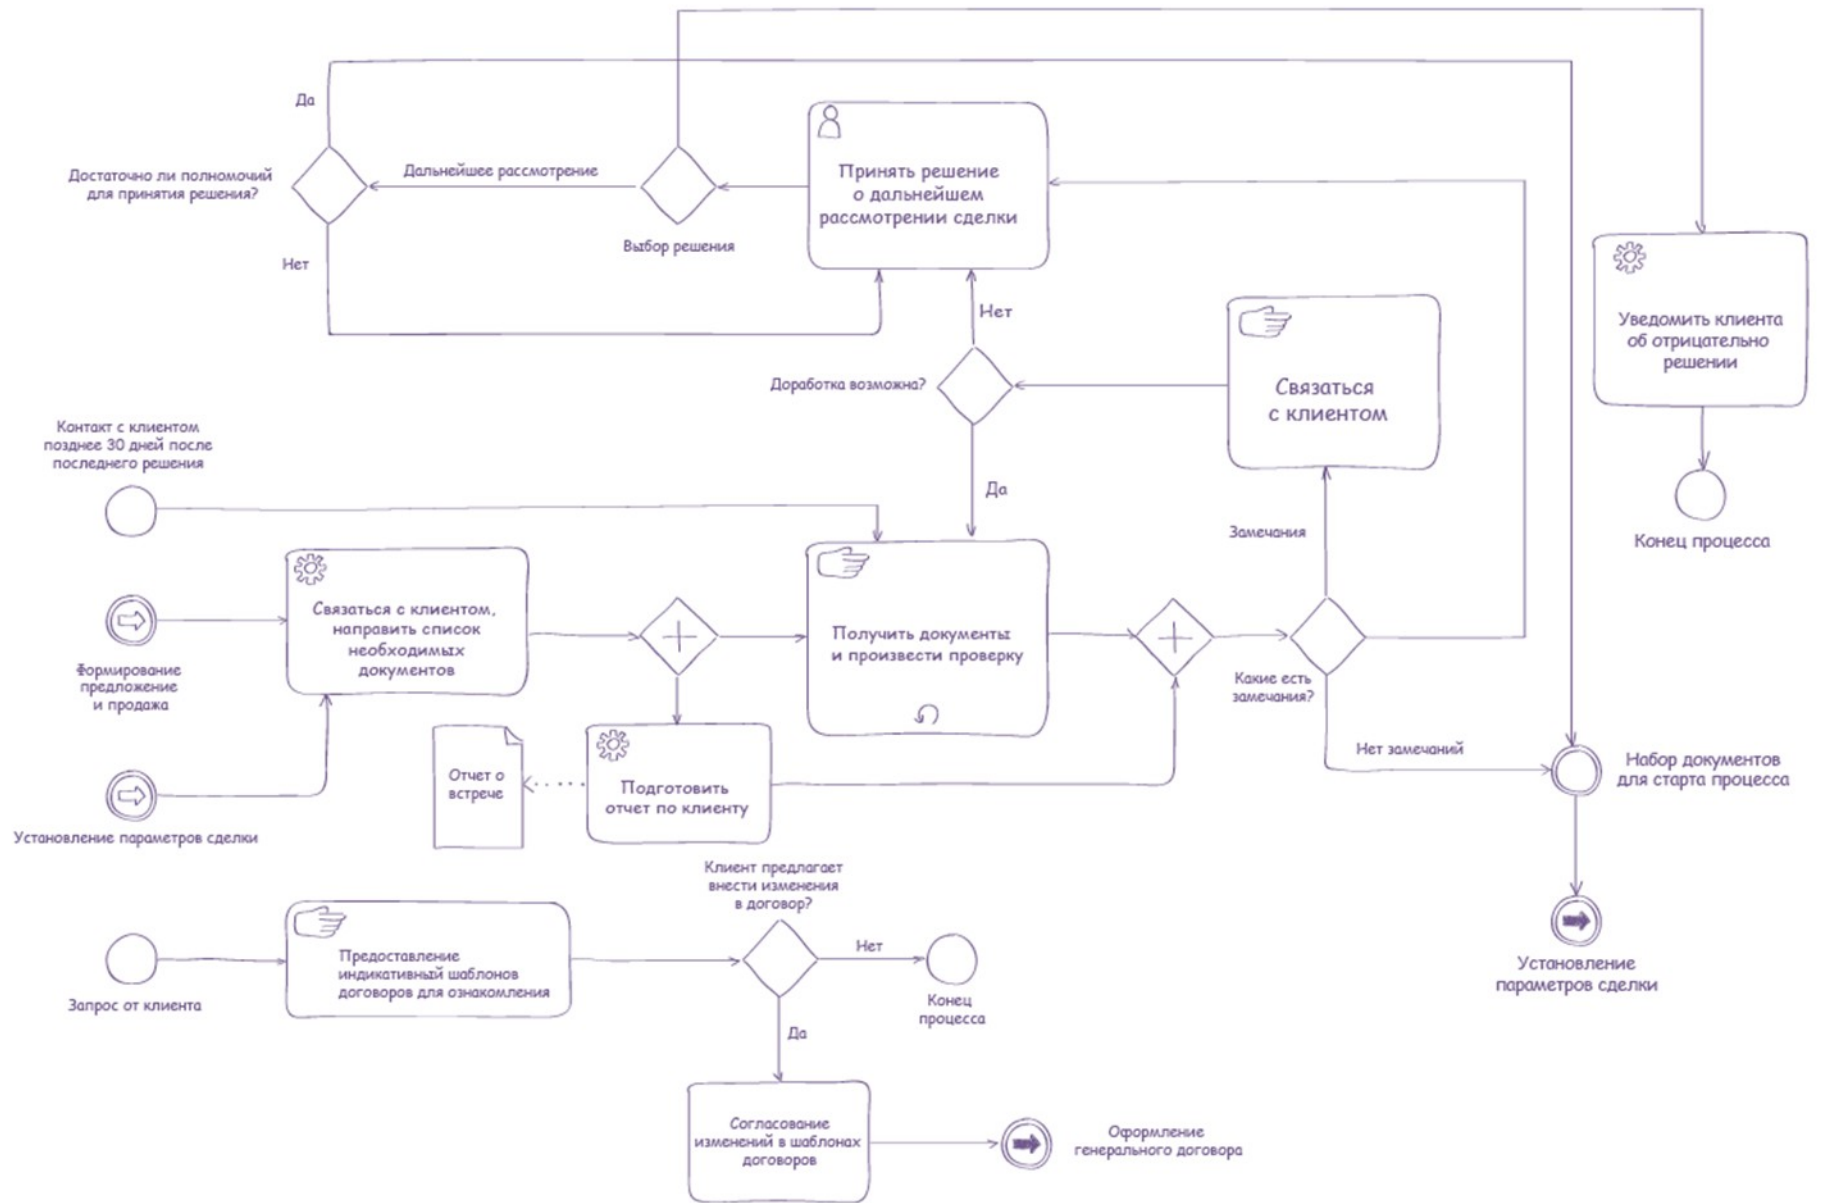 Да
Достаточно ли полномочий
для принятия решения?
Дальнейшее рассмотрение
Нет
Выбор решения
Принять решение
о дальнейшем
рассмотрении сделки
Нет
Доработка возможна?
Да
Связаться
с клиентом
Уведомить клиента
об отрицательно
решении
Конец процесса
Контакт с клиентом
позднее 30 дней после
последнего решения
Формирование
предложение
и продажа
Связаться с клиентом,
направить список
необходимых
документов
Получить документы
и произвести проверку
Замечания
Какие есть
замечания?
Нет замечаний
Набор документов
для старта процесса
Установление
параметров сделки
Установление параметров сделки
Отчет о
встрече
Подготовить
отчет по клиенту
Клиент предлагает
внести изменения
в договор?
Запрос от клиента
Предоставление
индикативный шаблонов
договоров для ознакомления
Нет
Конец
процесса
Да
Согласование
изменений в шаблонах
договоров
Оформление
генерального договора